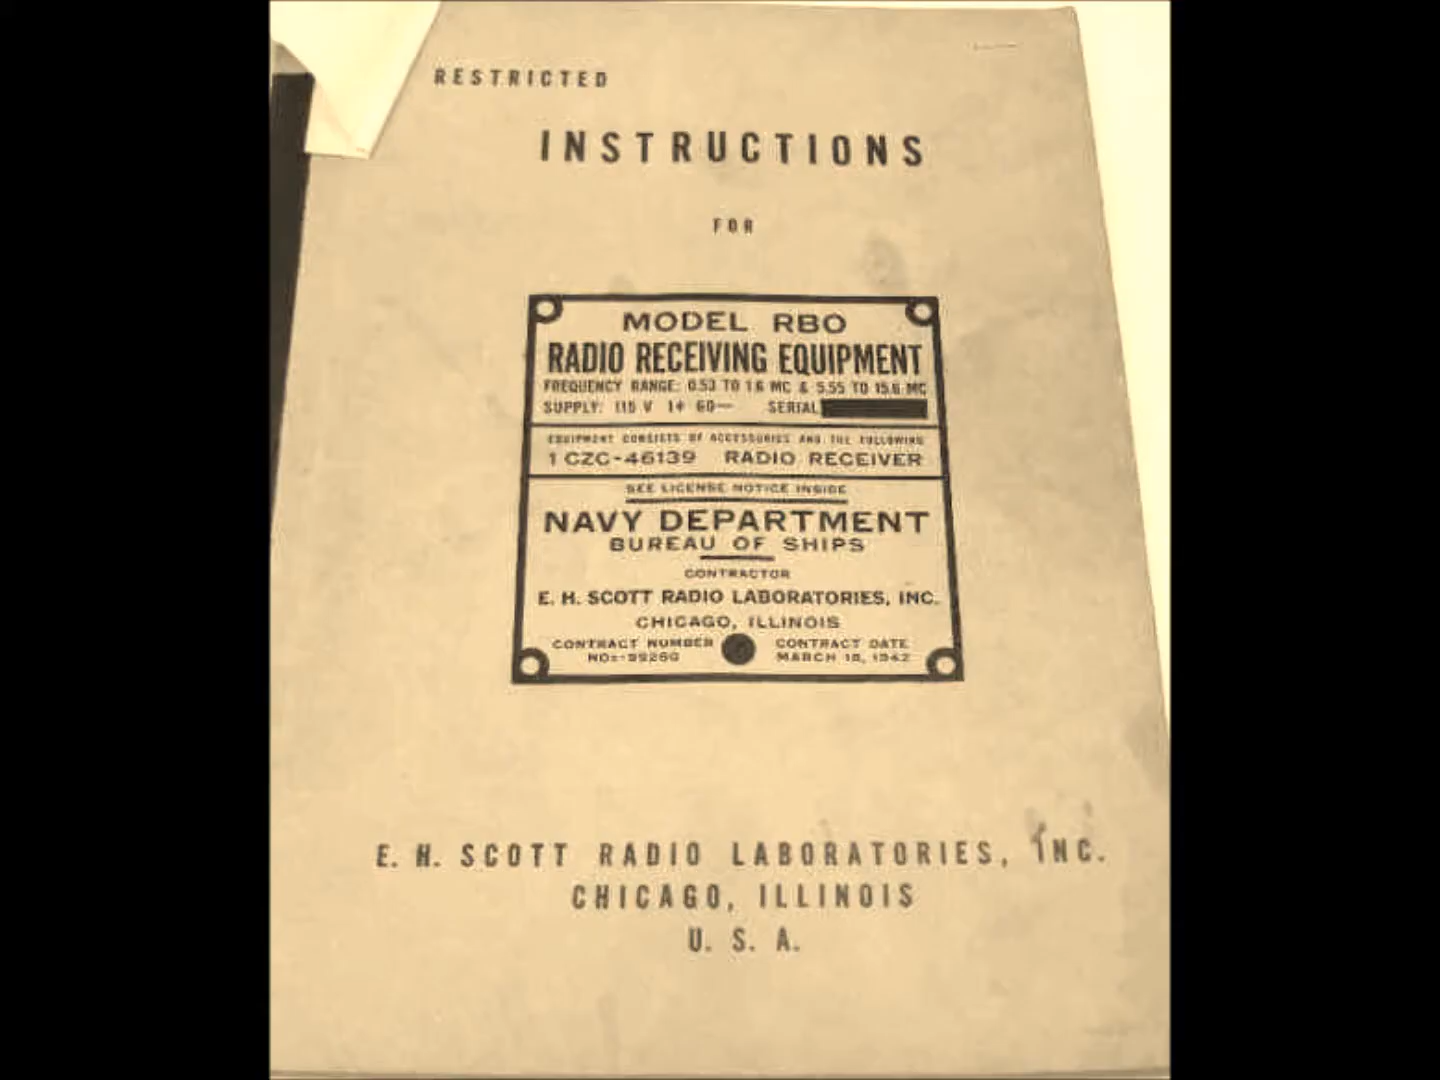 RESTRICTED
INSTRUCTIONS
FOR
MODEL RBO
RADIO RECEIVING EQUIPMENT
FREQUENCY RANGE: 0.53 TO 1.6 MC & 5.55 TO 15.6 MC
SUPPLY: 115 V 1ϕ 60~ SERIAL
EQUIPMENT CONSISTS OF ACCESSORIES AND THE FOLLOWING
1 CZC-46139 RADIO RECEIVER
SEE LICENSE NOTICE INSIDE
NAVY DEPARTMENT
BUREAU OF SHIPS
CONTRACTOR
E. H. SCOTT RADIO LABORATORIES, INC.
CHICAGO, ILLINOIS
CONTRACT NUMBER CONTRACT DATE
MARCH 1942
E. H. SCOTT RADIO LABORATORIES, INC.
CHICAGO, ILLINOIS
U. S. A.